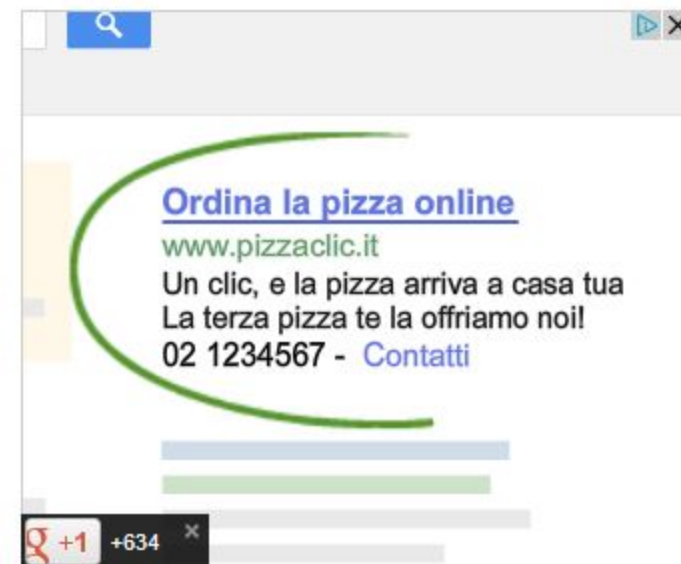 Ordina la pizza online
www.pizzaclic.it
Un clic, e la pizza arriva a casa tua
La terza pizza te la offriamo noi!
02 1234567 - Contatti
g +1 +634